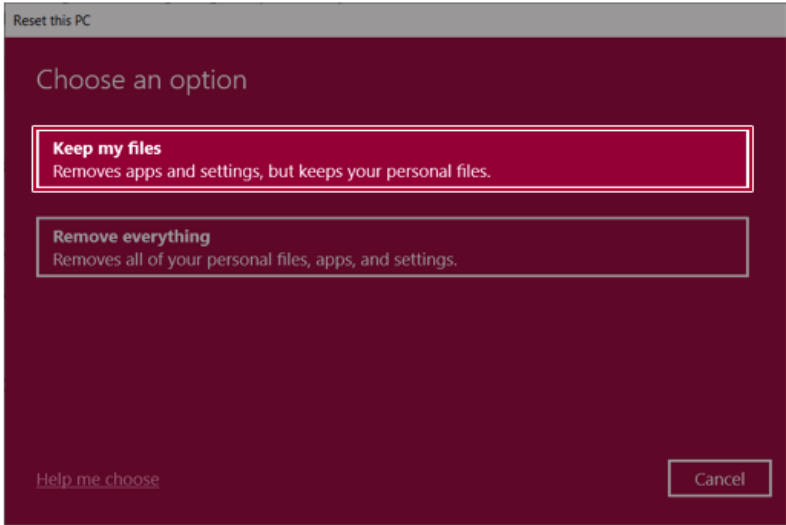 Reset this PC
Choose an option
Keep my files
Removes apps and settings, but keeps your personal files.
Remove everything
Removes all of your personal files, apps, and settings.
Help me choose
Cancel